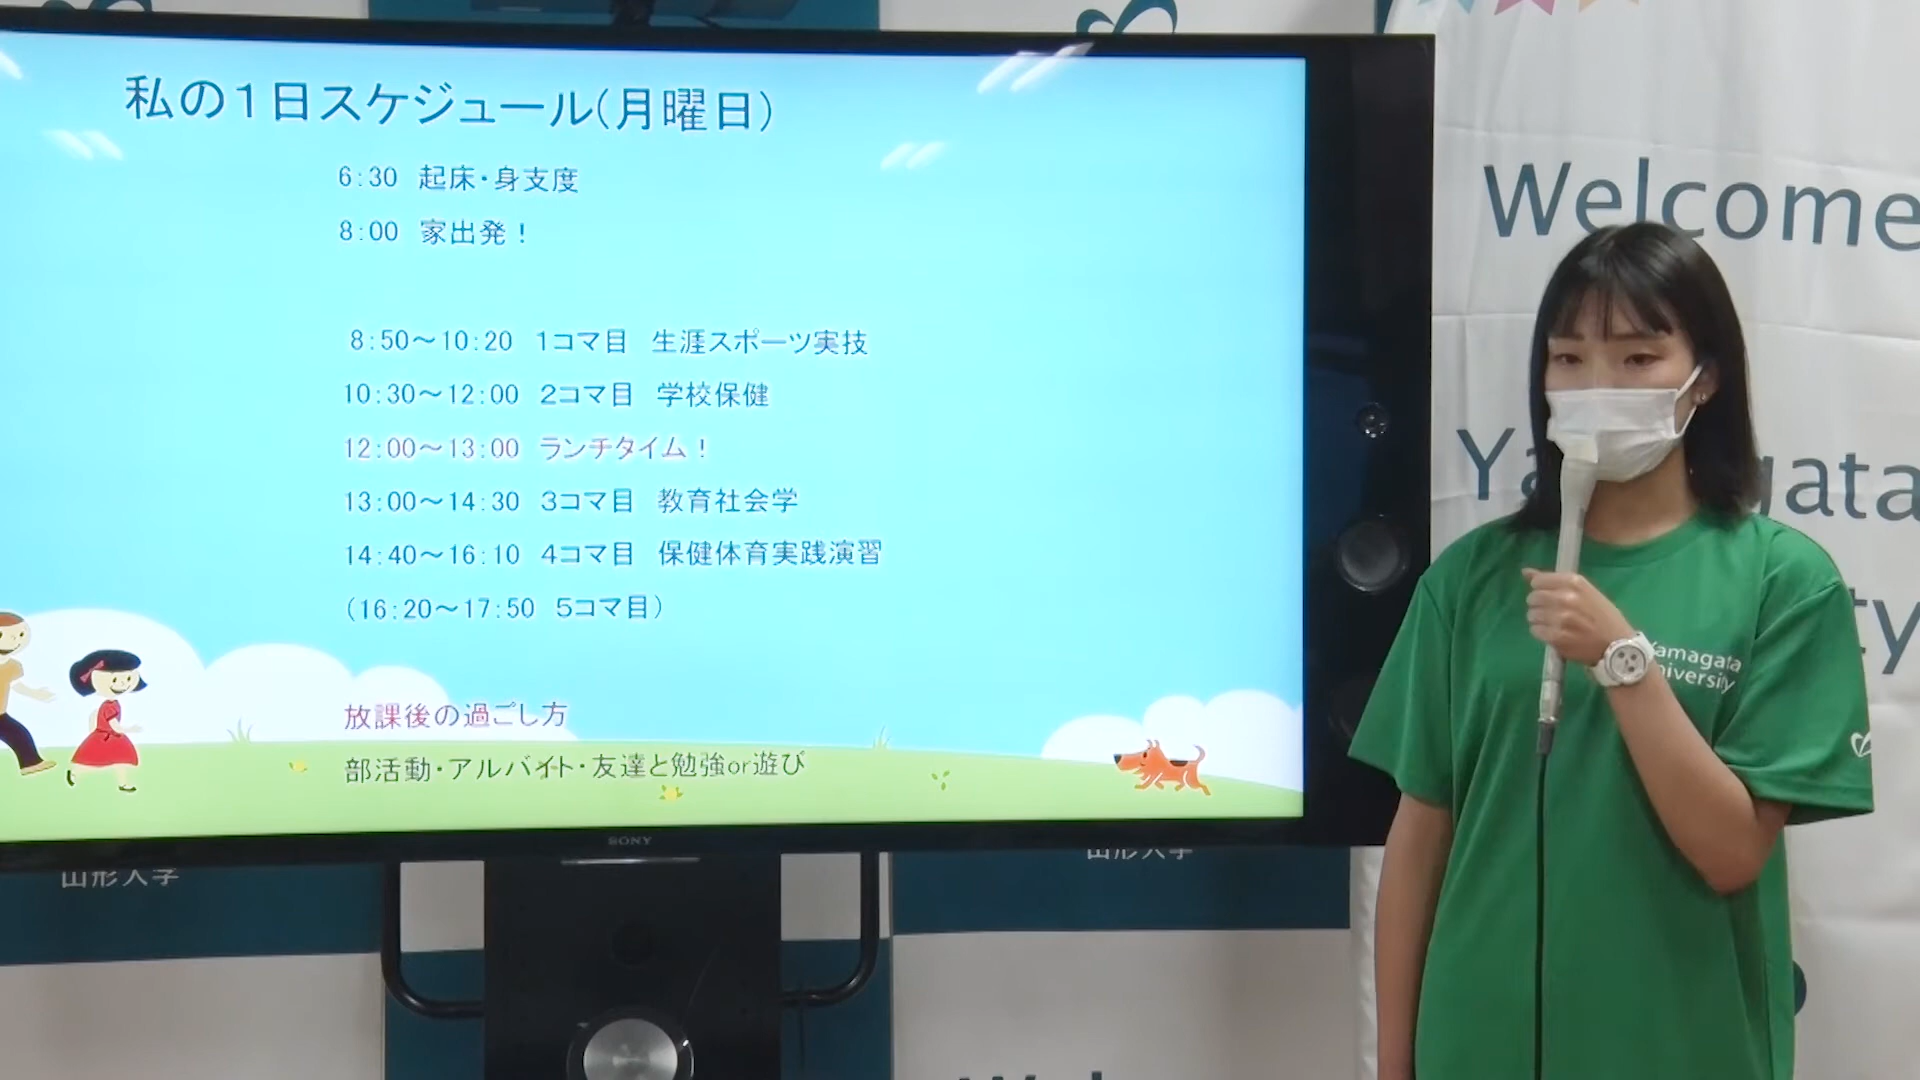 私の1日スケジュール(月曜日)
6:30 起床・身支度
8:00 家出発！
8:50～10:20 1コマ目 生涯スポーツ実技
10:30～12:00 2コマ目 学校保健
12:00～13:00 ランチタイム！
13:00～14:30 3コマ目 教育社会学
14:40～16:10 4コマ目 保健体育実践演習
(16:20～17:50 5コマ目)
放課後の過ごし方
部活動・アルバイト・友達と勉強or遊び
SONY
山形大学
山形大学
Welcome
Yamagata
ty
Yamagata
University